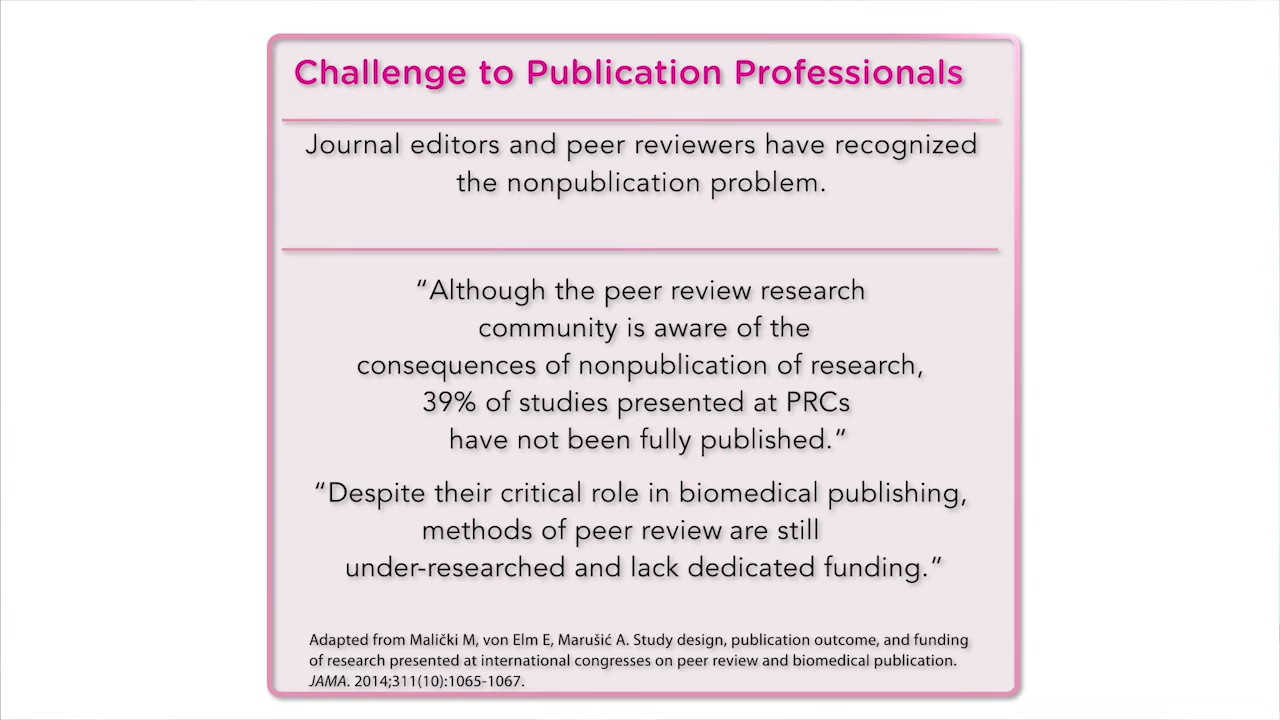 Challenge to Publication Professionals
Journal editors and peer reviewers have recognized
the nonpublication problem.
“Although the peer review research
community is aware of the
consequences of nonpublication of research,
39% of studies presented at PRCs
have not been fully published.”
“Despite their critical role in biomedical publishing,
methods of peer review are still
under-researched and lack dedicated funding.”
Adapted from Malički M, von Elm E, Marušić A. Study design, publication outcome, and funding
of research presented at international congresses on peer review and biomedical publication.
JAMA. 2014;311(10):1065-1067.